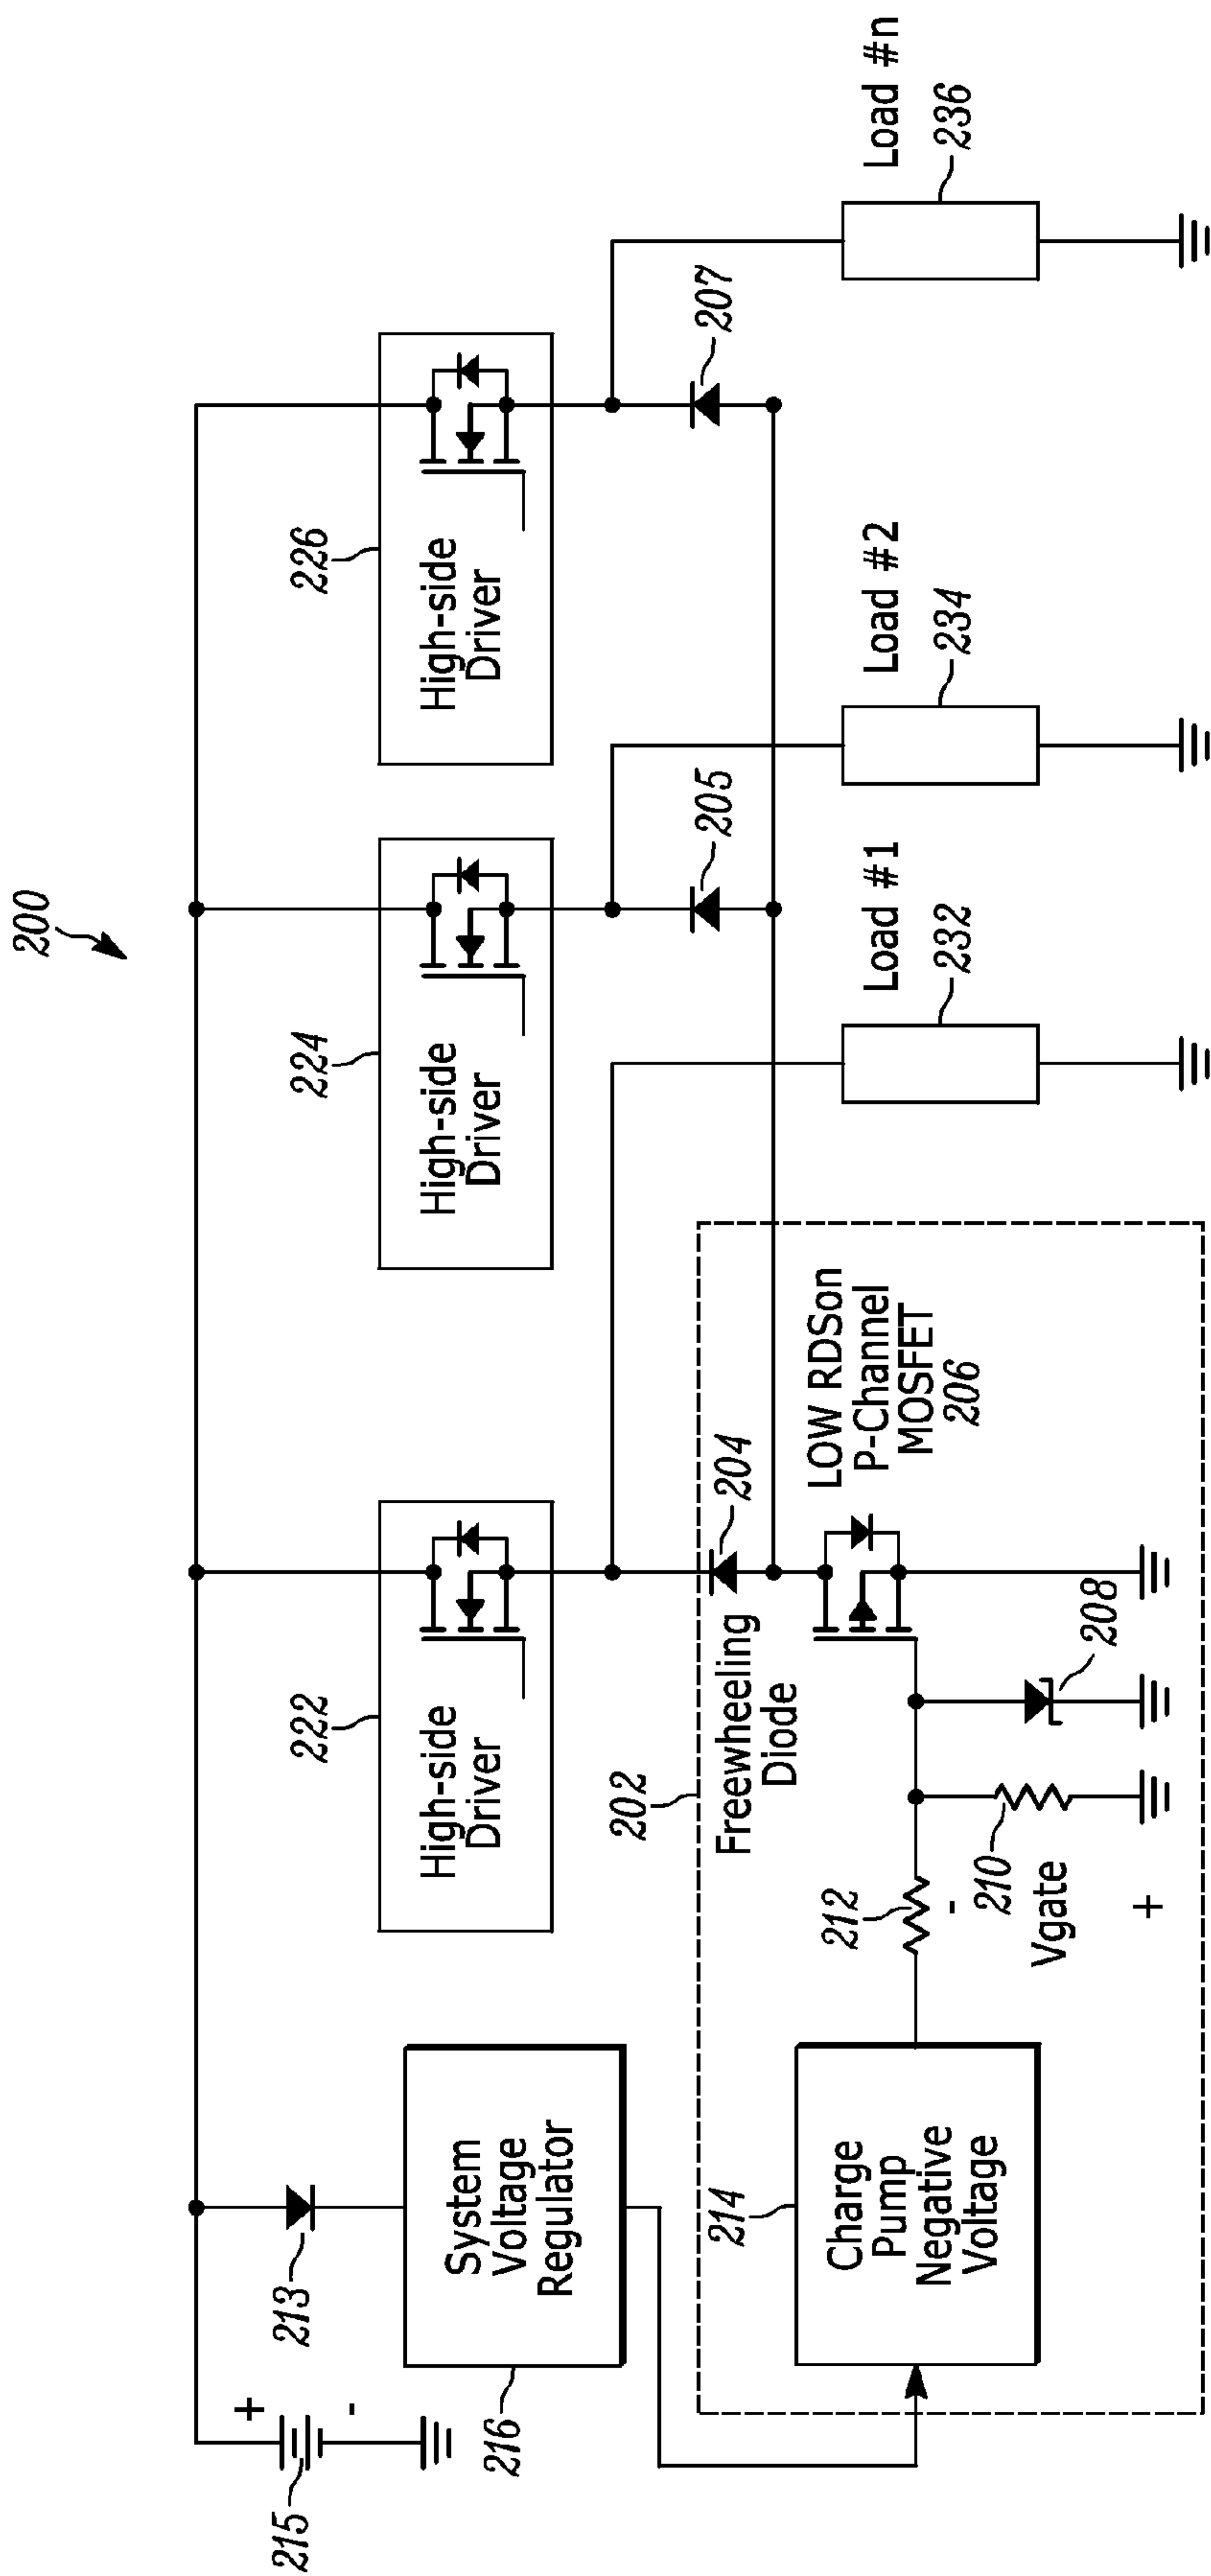 200
222
High-side
Driver
224
High-side
Driver
226
High-side
Driver
215
+
-
213
System
Voltage
Regulator
216
202
Freewheeling
Diode
204
205
207
LOW RDSon
P-Channel
MOSFET
206
208
210
212
-
Vgate
+
214
Charge
Pump
Negative
Voltage
Load #1
232
Load #2
234
Load #n
236